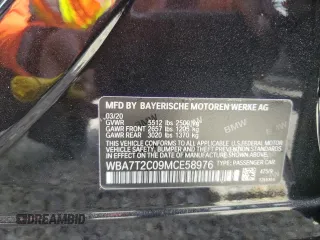 MFD BY BAYERISCHE MOTOREN WERKE AG
03/20
GVWR 5512 lbs 2500 kg
GAWR FRONT 2657 lbs 1205 kg
GAWR REAR 3020 lbs 1370 kg
THIS VEHICLE CONFORMS TO ALL APPLICABLE U.S. FEDERAL MOTOR
VEHICLE SAFETY, BUMPER AND THEFT PREVENTION STANDARDS IN
EFFECT ON THE DATE OF MANUFACTURE SHOWN ABOVE.
WBA7T2C09MCE58976 TYPE: PASSENGER CAR
BMW
DREAMBID